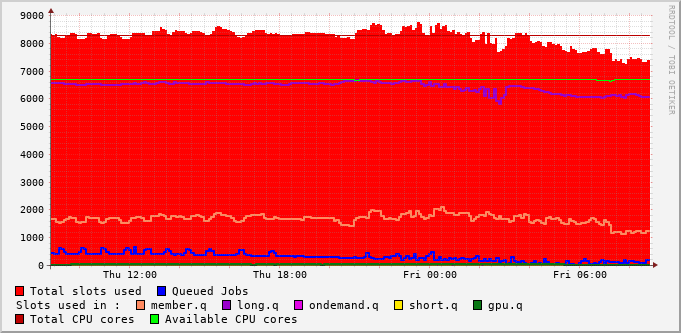 9000
8000
7000
6000
5000
4000
3000
2000
1000
0
Thu 12:00 Thu 18:00 Fri 00:00 Fri 06:00
Total slots used Queued Jobs
Slots used in : member.q long.q ondemand.q short.q gpu.q
Total CPU cores Available CPU cores
RRDTOOL / TOBI OETIKER